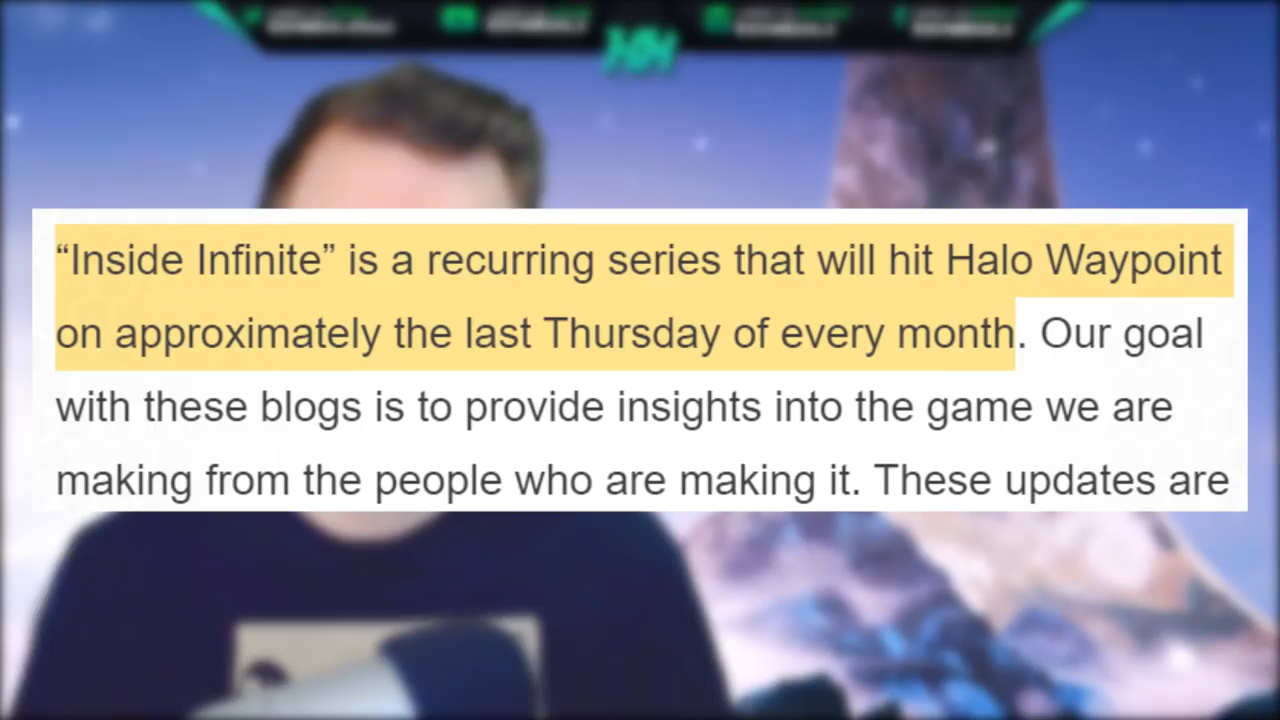 HH
“Inside Infinite” is a recurring series that will hit Halo Waypoint
on approximately the last Thursday of every month. Our goal
with these blogs is to provide insights into the game we are
making from the people who are making it. These updates are